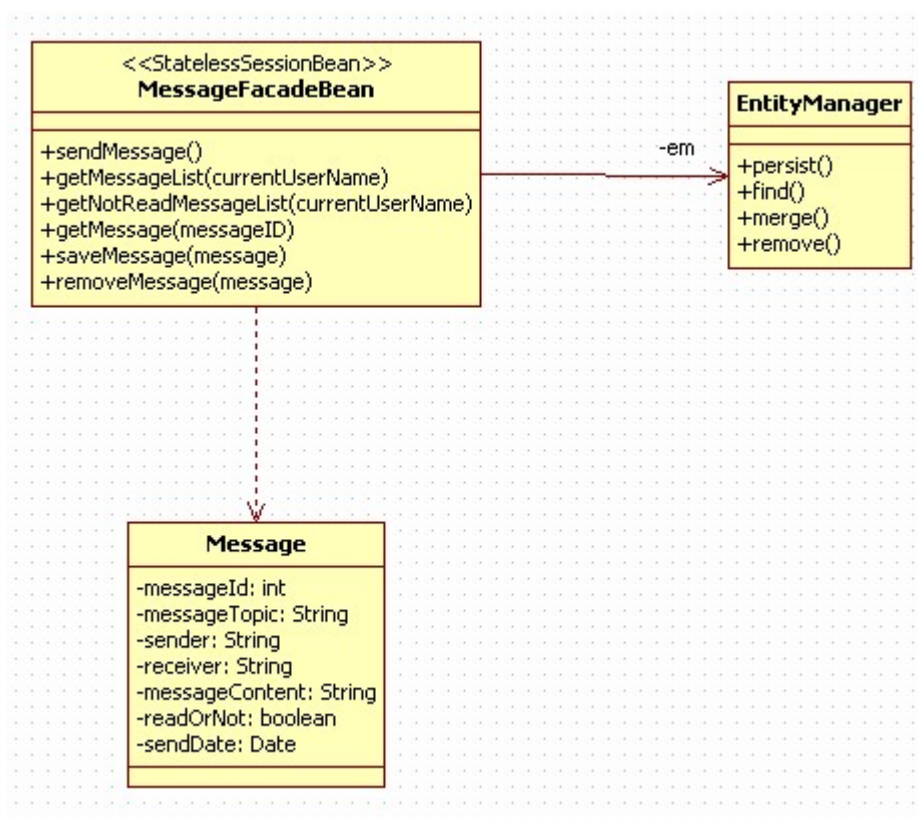 <<StatelessSessionBean>>
MessageFacadeBean
+sendMessage()
+getMessageList(currentUserName)
+getNotReadMessageList(currentUserName)
+getMessage(messageID)
+saveMessage(message)
+removeMessage(message)
-em
EntityManager
+persist()
+find()
+merge()
+remove()
Message
-messageId: int
-messageTopic: String
-sender: String
-receiver: String
-messageContent: String
-readOrNot: boolean
-sendDate: Date